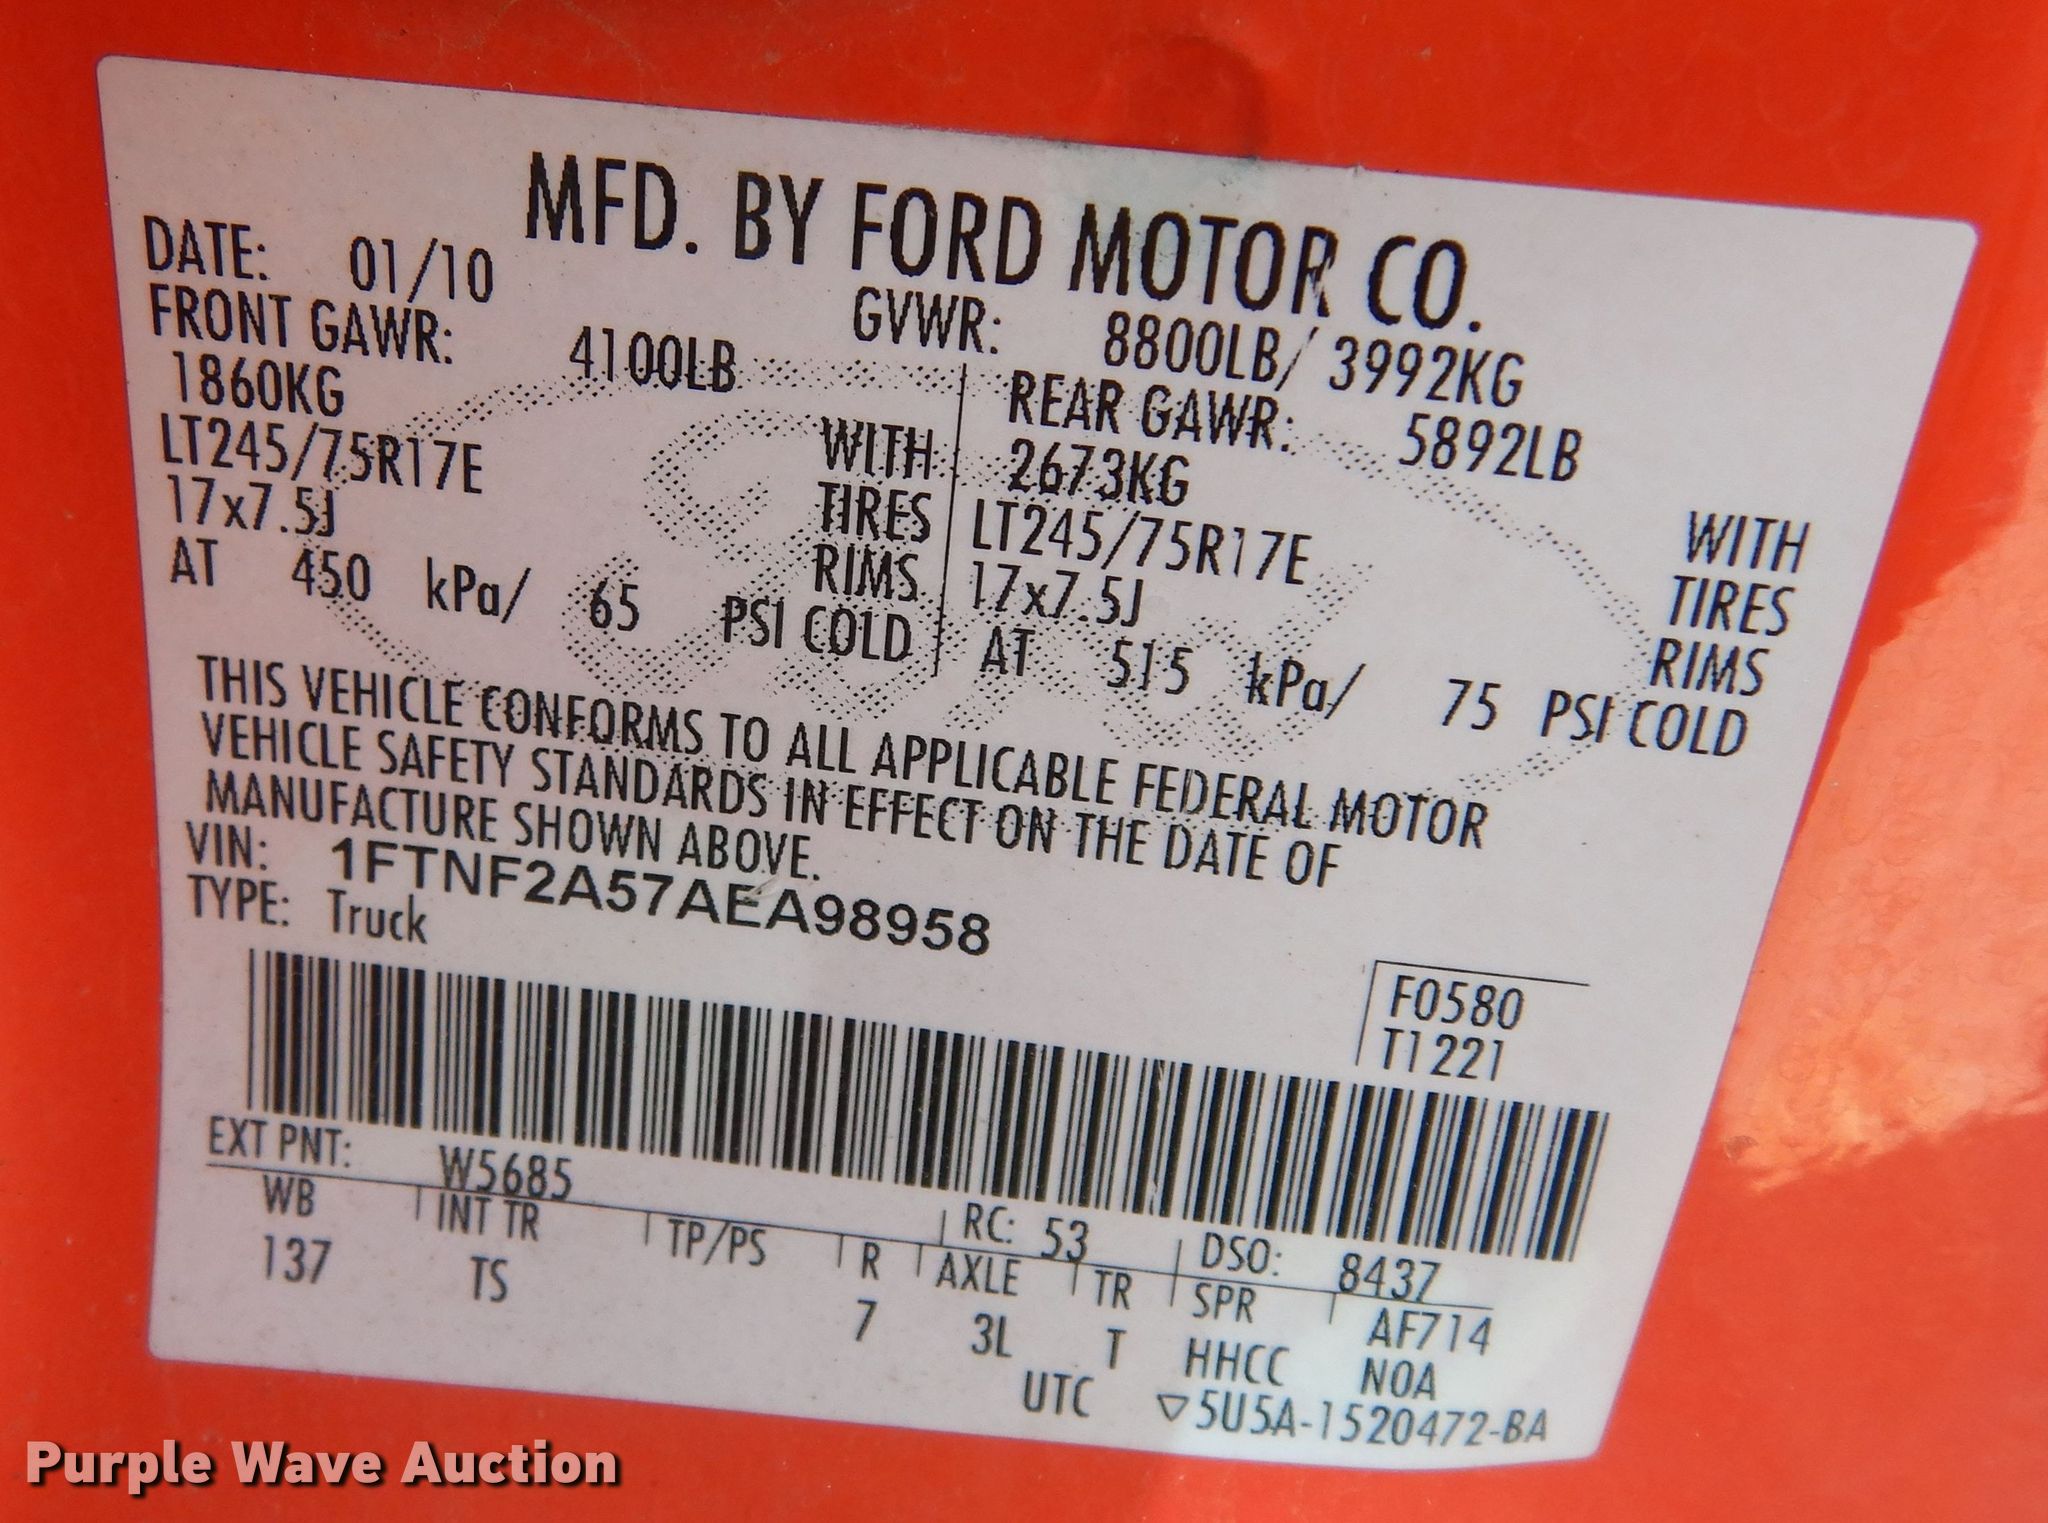 MFD. BY FORD MOTOR CO.
DATE: 01/10 GVWR: 8800LB/ 3992KG
FRONT GAWR: 4100LB REAR GAWR: 5892LB
1860KG WITH 2673KG WITH
LT245/75R17E TIRES LT245/75R17E TIRES
17x7.5J RIMS 17x7.5J RIMS
AT 450 kPa/ 65 PSI COLD AT 515 kPa/ 75 PSI COLD
THIS VEHICLE CONFORMS TO ALL APPLICABLE FEDERAL MOTOR
VEHICLE SAFETY STANDARDS IN EFFECT ON THE DATE OF
MANUFACTURE SHOWN ABOVE.
VIN: 1FTNF2A57AEA98958
TYPE: Truck
F0580
T1221
EXT PNT: W5685 RC: 53 DSO: 8437
WB INT TR TP/PS R AXLE TR SPR AF714
137 TS 7 3L T HHCC NOA
UTC ▽5U5A-1520472-BA
Purple Wave Auction